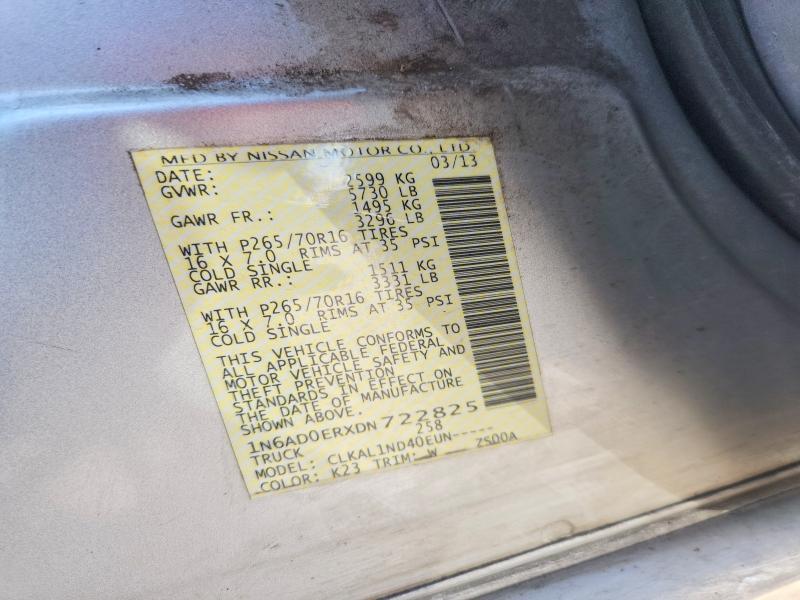 MFD BY NISSAN MOTOR CO., LTD
DATE: 03/13
GVWR: 2599 KG
5730 LB
GAWR FR.: 1495 KG
3296 LB
WITH P265/70R16 TIRES
16 X 7.0 RIMS AT 35 PSI
COLD SINGLE
GAWR RR.: 1511 KG
3331 LB
WITH P265/70R16 TIRES
16 X 7.0 RIMS AT 35 PSI
COLD SINGLE
THIS VEHICLE CONFORMS TO
ALL APPLICABLE FEDERAL
MOTOR VEHICLE SAFETY AND
THEFT PREVENTION
STANDARDS IN EFFECT ON
THE DATE OF MANUFACTURE
SHOWN ABOVE.
1N6AD0ERXDN722825
TRUCK 258
MODEL: CLKAL1ND40EUN-----
COLOR: K23 TRIM: W ZS00A